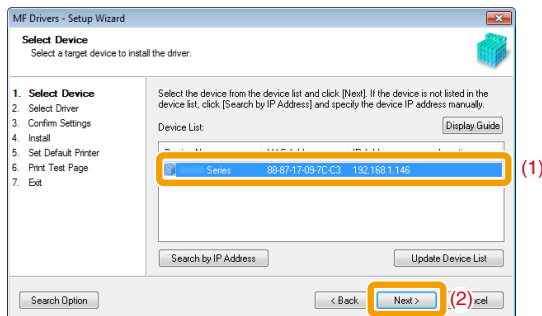 MF Drivers - Setup Wizard
Select Device
Select a target device to install the driver.
1. Select Device
2. Select Driver
3. Confirm Settings
4. Install
5. Set Default Printer
6. Print Test Page
7. Exit
Select the device from the device list and click [Next]. If the device is not listed in the
device list, click [Search by IP Address] and specify the device IP address manually.
Device List:
Display Guide
Series 88-87-17-09-7C-C3 192.168.1.146
(1)
Search by IP Address
Update Device List
Search Option
< Back
Next >
(2)